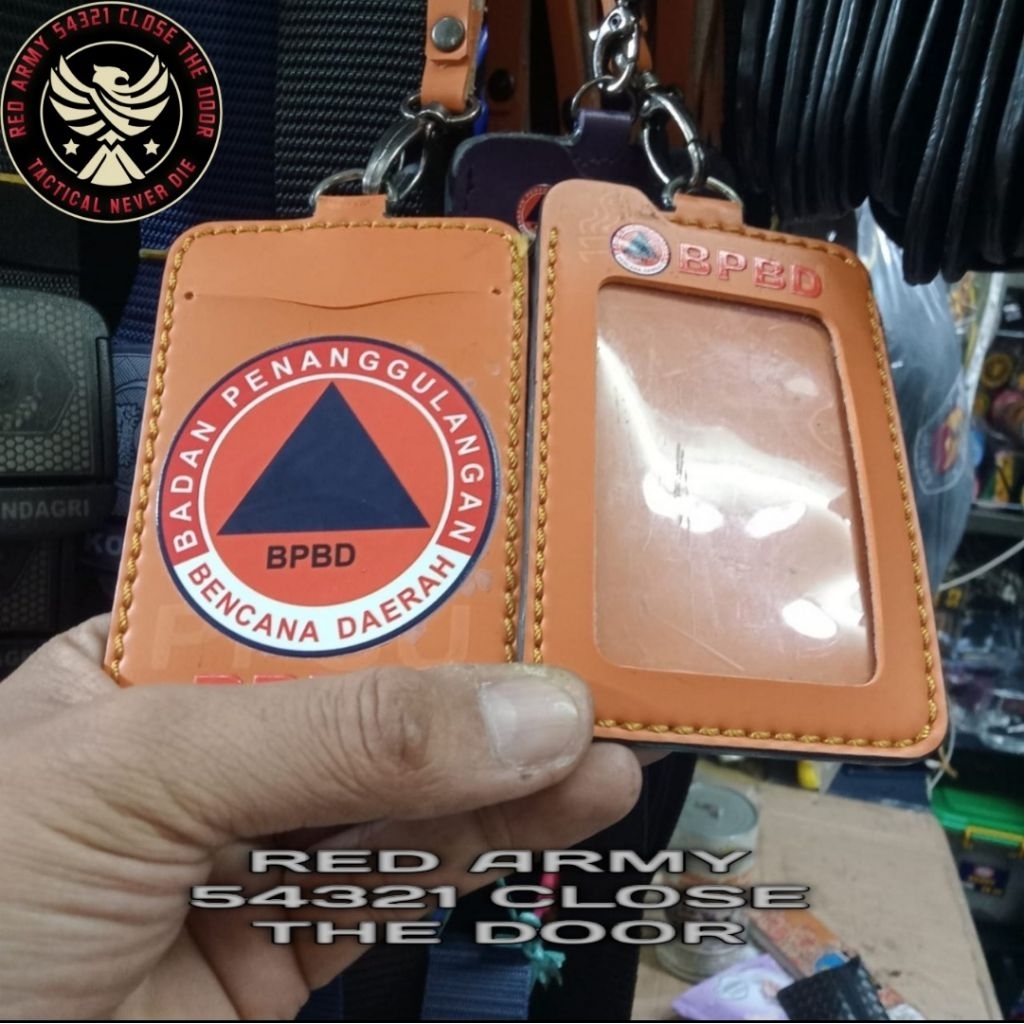 RED ARMY 54321 CLOSE THE DOOR
TACTICAL NEVER DIE
BPBD
BADAN PENANGGULANGAN
BPBD
BENCANA DAERAH
NDAGRI
RED ARMY
54321 CLOSE
THE DOOR